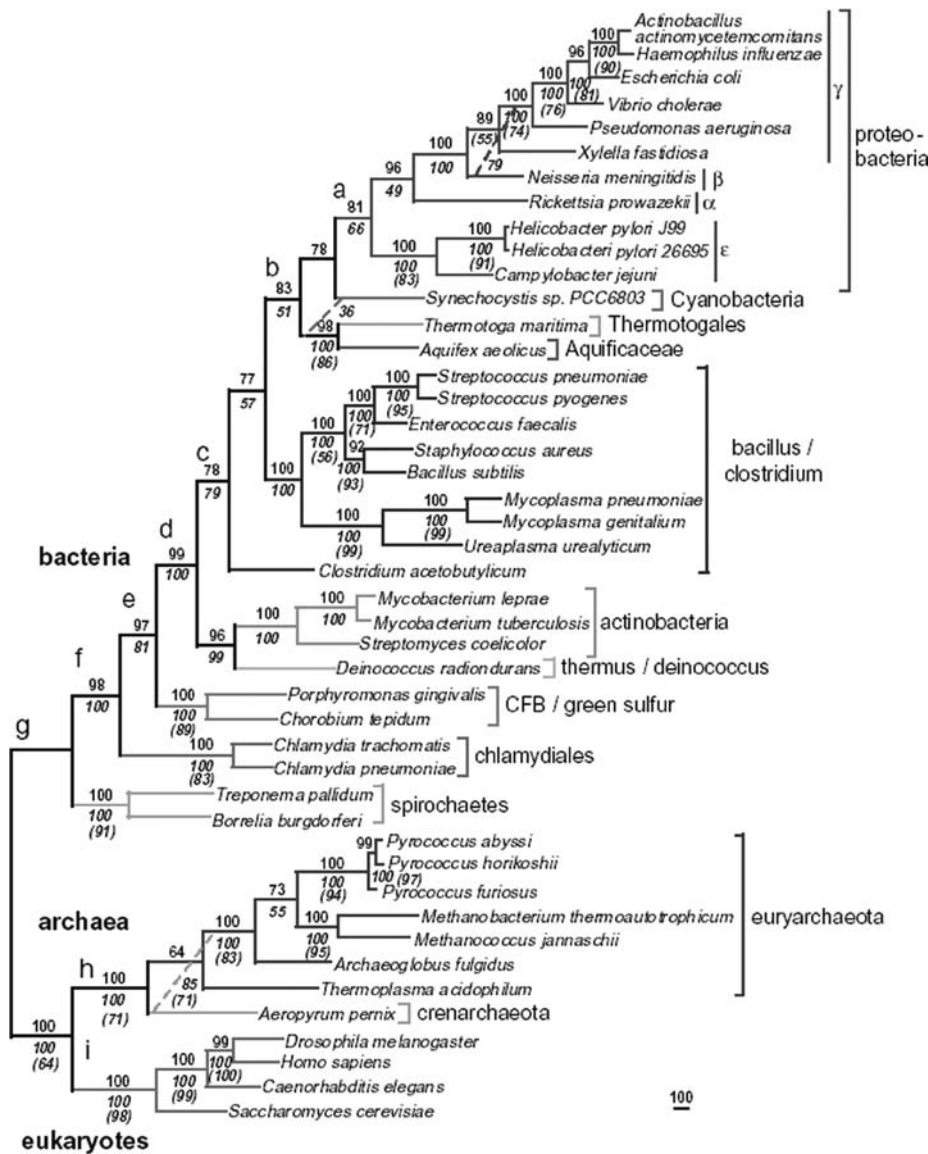 Actinobacillus
actinomycetemcomitans
Haemophilus influenzae
Escherichia coli
Vibrio cholerae
Pseudomonas aeruginosa
Xylella fastidiosa
Neisseria meningitidis
Rickettsia prowazekii
Helicobacter pylori J99
Helicobacteri pylori 26695
Campylobacter jejuni
Synechocystis sp. PCC6803
Thermotoga maritima
Aquifex aeolicus
Streptococcus pneumoniae
Streptococcus pyogenes
Enterococcus faecalis
Staphylococcus aureus
Bacillus subtilis
Mycoplasma pneumoniae
Mycoplasma genitalium
Ureaplasma urealyticum
Clostridium acetobutylicum
Mycobacterium leprae
Mycobacterium tuberculosis
Streptomyces coelicolor
Deinococcus radiondurans
Porphyromonas gingivalis
Chorobium tepidum
Chlamydia trachomatis
Chlamydia pneumoniae
Treponema pallidum
Borrelia burgdorferi
Pyrococcus abyssi
Pyrococcus horikoshii
Pyrococcus furiosus
Methanobacterium thermoautotrophicum
Methanococcus jannaschii
Archaeoglobus fulgidus
Thermoplasma acidophilum
Aeropyrum pernix
Drosophila melanogaster
Homo sapiens
Caenorhabditis elegans
Saccharomyces cerevisiae
γ
β
α
ε
proteo-
bacteria
Cyanobacteria
Thermotogales
Aquificaceae
bacillus /
clostridium
actinobacteria
thermus / deinococcus
CFB / green sulfur
chlamydiales
spirochaetes
euryarchaeota
crenarchaeota
bacteria
archaea
eukaryotes
a
b
c
d
e
f
g
h
i
100
100
(90)
96
100
(81)
100
100
(76)
100
100
(74)
89
(55)
79
100
100
96
49
81
66
100
100
(83)
100
100
(91)
78
36
83
51
98
100
(86)
77
57
100
100
(95)
100
100
(71)
100
100
(56)
92
100
(93)
100
100
100
100
(99)
100
100
(99)
78
79
99
100
100
100
100
96
99
97
81
100
100
(89)
98
100
100
100
(83)
100
100
(91)
99
100 (97)
100
100
(94)
73
55
100
100
(95)
100
100
(83)
64
85
(71)
100
100
(71)
100
100
(64)
99
100
(100)
100
100
(99)
100
100
(98)
100